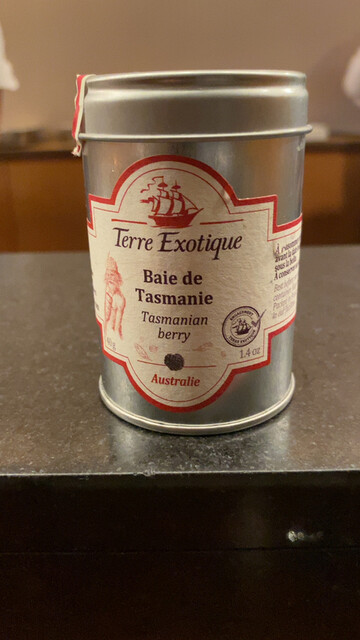 Terre Exotique
Baie de
Tasmanie
Tasmanian
berry
1.4 oz
Australie